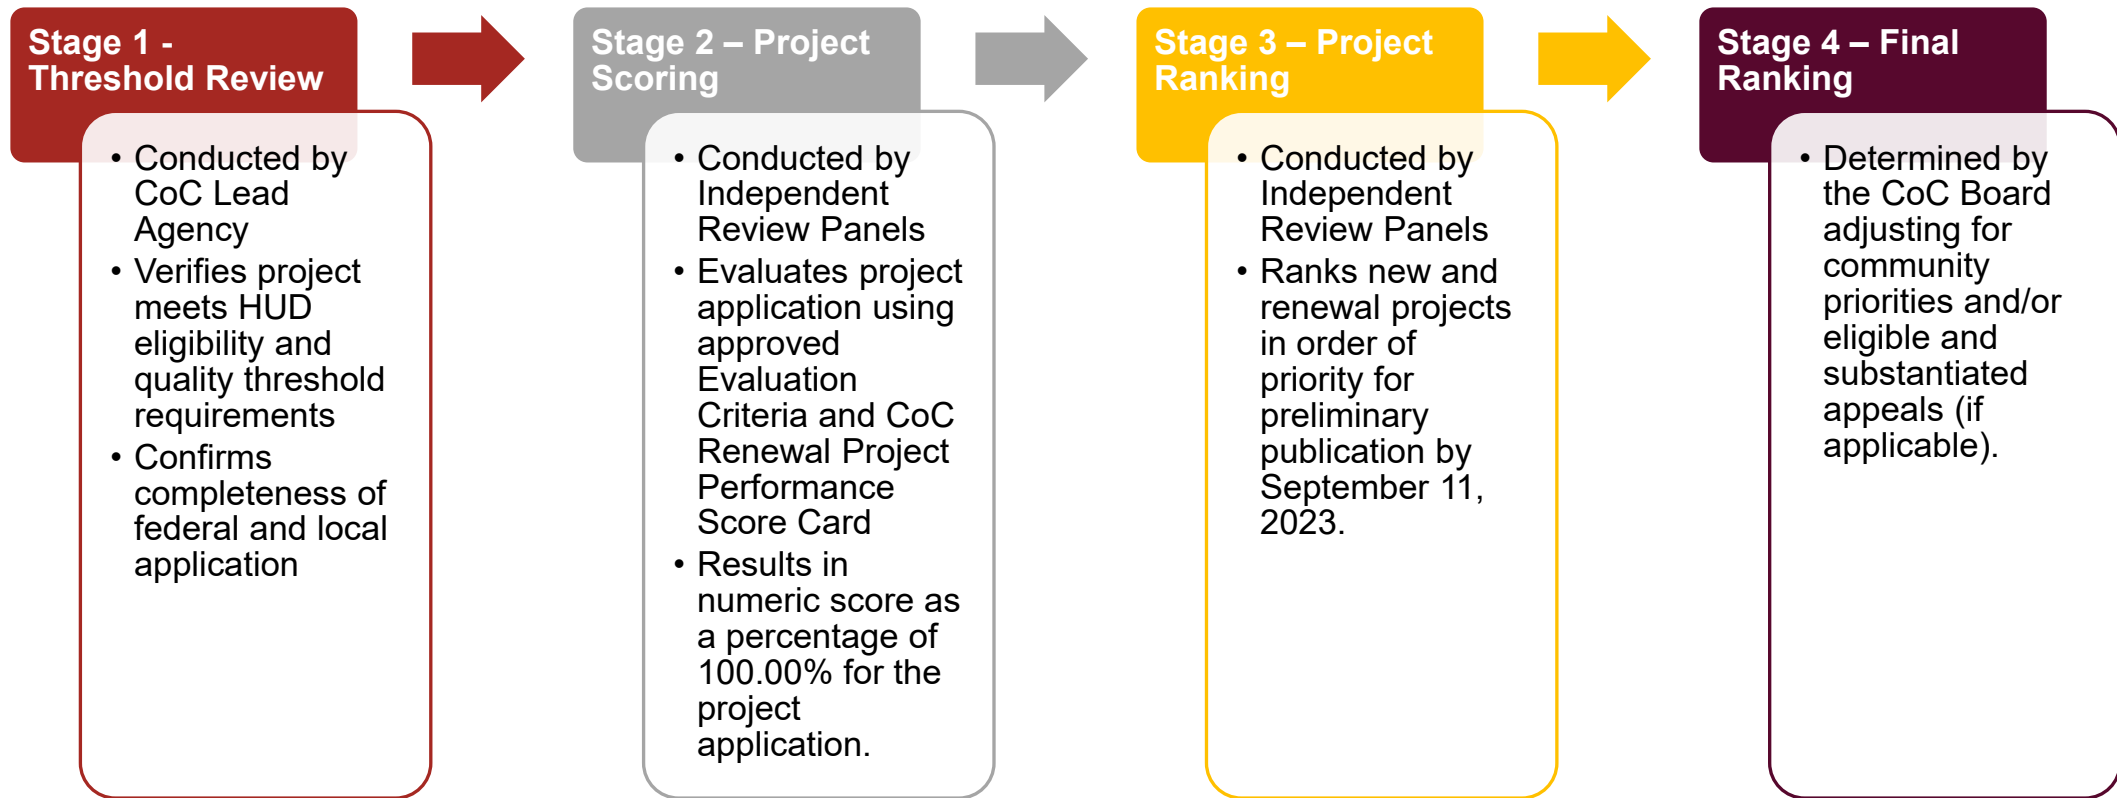 Stage 1 -
Threshold Review
• Conducted by
CoC Lead
Agency
• Verifies project
meets HUD
eligibility and
quality threshold
requirements
• Confirms
completeness of
federal and local
application
Stage 2 – Project
Scoring
• Conducted by
Independent
Review Panels
• Evaluates project
application using
approved
Evaluation
Criteria and CoC
Renewal Project
Performance
Score Card
• Results in
numeric score as
a percentage of
100.00% for the
project
application.
Stage 3 – Project
Ranking
• Conducted by
Independent
Review Panels
• Ranks new and
renewal projects
in order of
priority for
preliminary
publication by
September 11,
2023.
Stage 4 – Final
Ranking
• Determined by
the CoC Board
adjusting for
community
priorities and/or
eligible and
substantiated
appeals (if
applicable).